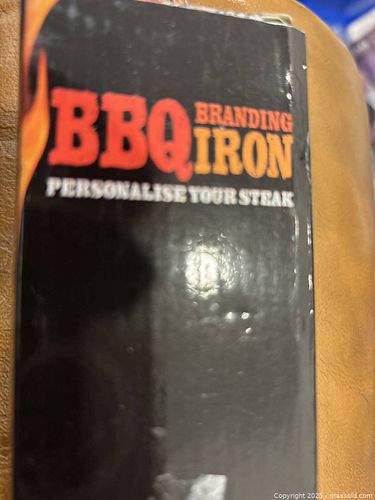 BBQ BRANDING
IRON
PERSONALISE YOUR STEAK
Copyright 2025 - maxsold.com